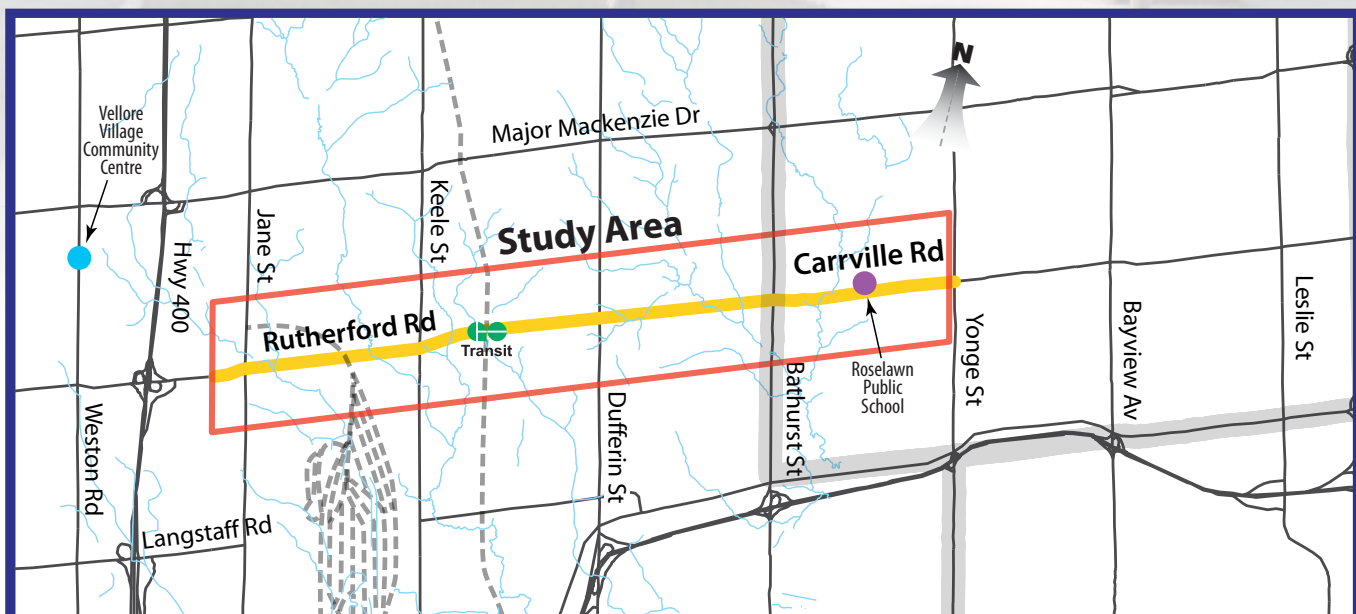 N
Vellore
Village
Community
Centre
Major Mackenzie Dr
Keele St
Jane St
Hwy 400
Study Area
Carrville Rd
Rutherford Rd
Transit
Roselawn
Public
School
Leslie St
Bayview Av
Yonge St
Bathurst St
Dufferin St
Weston Rd
Langstaff Rd